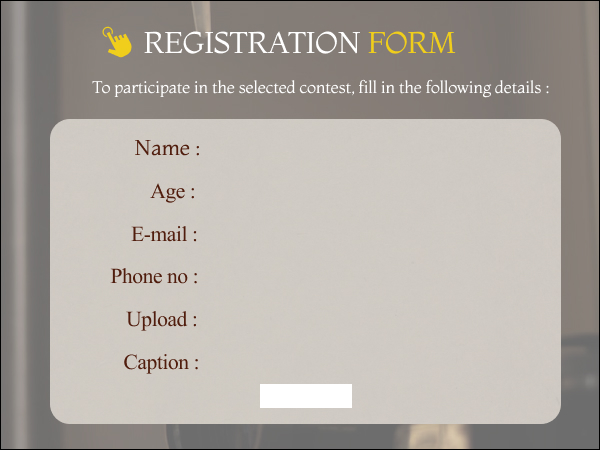 REGISTRATION FORM
To participate in the selected contest, fill in the following details :
Name :
Age :
E-mail :
Phone no :
Upload :
Caption :